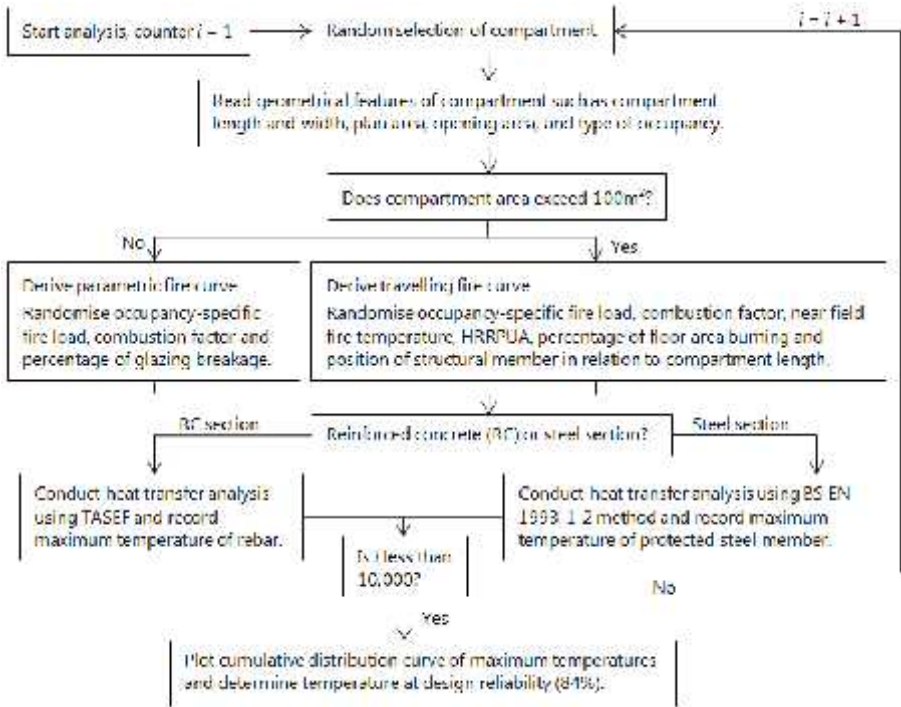 Start analysis, counter i = 1
Random selection of compartment
i = i + 1
Read geometrical features of compartment such as compartment
length and width, plan area, opening area, and type of occupancy.
Does compartment area exceed 100m²?
No
Yes
Derive parametric fire curve
Randomise occupancy-specific
fire load, combustion factor and
percentage of glazing breakage.
Derive travelling fire curve
Randomise occupancy-specific fire load, combustion factor, near field
fire temperature, HRRPUA, percentage of floor area burning and
position of structural member in relation to compartment length.
RC section
Reinforced concrete (RC) or steel section?
Steel section
Conduct heat transfer analysis
using TASEF and record
maximum temperature of rebar.
Conduct heat transfer analysis using BS EN
1993-1-2 method and record maximum
temperature of protected steel member.
Is i less than
10,000?
No
Yes
Plot cumulative distribution curve of maximum temperatures
and determine temperature at design reliability (84%).